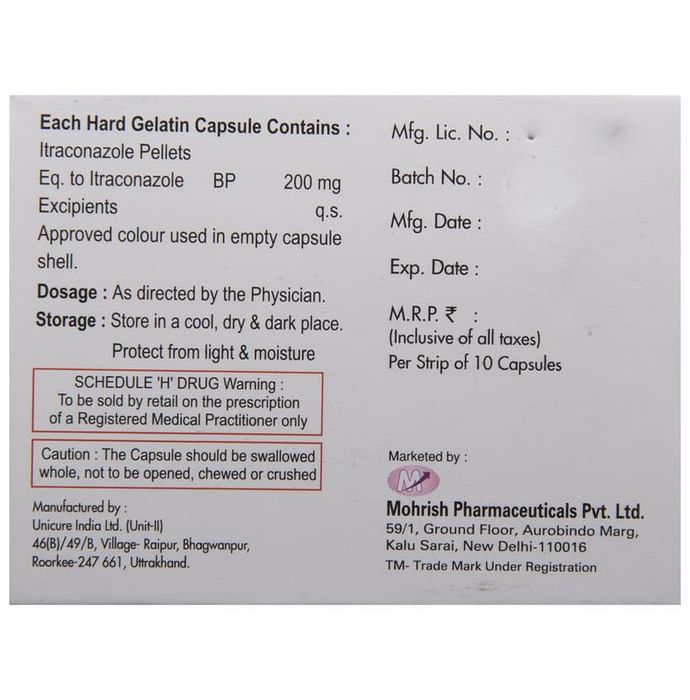 Each Hard Gelatin Capsule Contains :
Itraconazole Pellets
Eq. to Itraconazole BP 200 mg
Excipients q.s.
Approved colour used in empty capsule
shell.
Dosage : As directed by the Physician.
Storage : Store in a cool, dry & dark place.
Protect from light & moisture
SCHEDULE 'H' DRUG Warning :
To be sold by retail on the prescription
of a Registered Medical Practitioner only
Caution : The Capsule should be swallowed
whole, not to be opened, chewed or crushed
Manufactured by :
Unicure India Ltd. (Unit-II)
46(B)/49/B, Village- Raipur, Bhagwanpur,
Roorkee-247 661, Uttrakhand.
Mfg. Lic. No. :
Batch No. :
Mfg. Date :
Exp. Date :
M.R.P. ₹ :
(Inclusive of all taxes)
Per Strip of 10 Capsules
Marketed by :
M
Mohrish Pharmaceuticals Pvt. Ltd.
59/1, Ground Floor, Aurobindo Marg,
Kalu Sarai, New Delhi-110016
TM- Trade Mark Under Registration